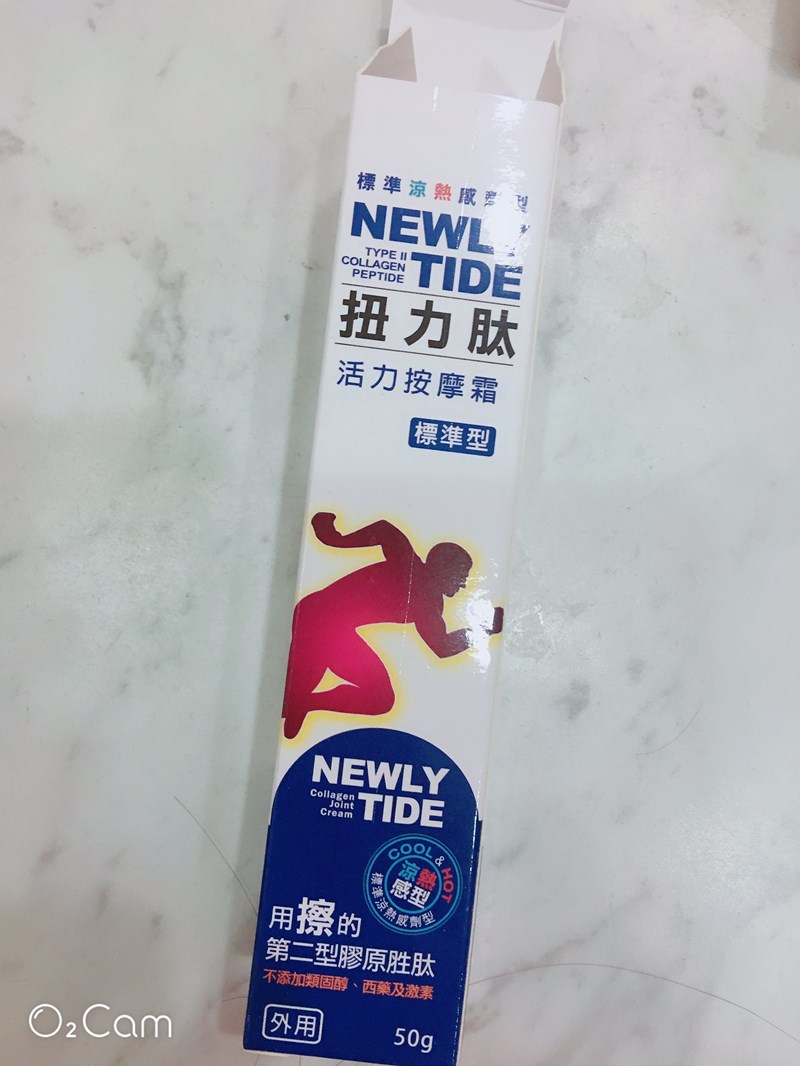 標準涼熱感劑型
NEWLY
TYPE II
COLLAGEN
PEPTIDE
TIDE
扭力肽
活力按摩霜
標準型
NEWLY
Collagen
Joint
Cream
TIDE
COOL & HOT
涼熱
感型
標準涼熱感劑型
用擦的
第二型膠原胜肽
不添加類固醇、西藥及激素
外用
50g
O2Cam